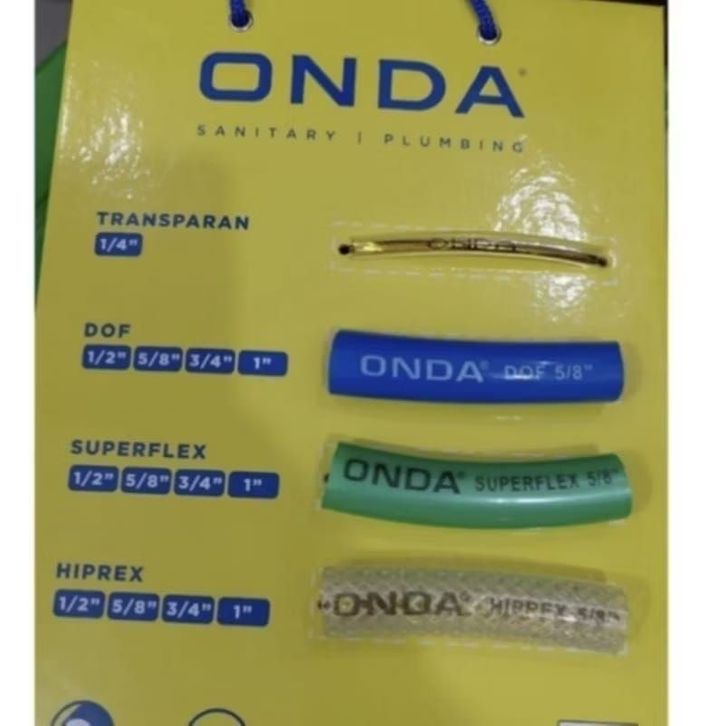 ONDA®
SANITARY | PLUMBING
TRANSPARAN
1/4"
ONDA
DOF
1/2" 5/8" 3/4" 1"
ONDA® DOF 5/8"
SUPERFLEX
1/2" 5/8" 3/4" 1"
ONDA® SUPERFLEX 5/8"
HIPREX
1/2" 5/8" 3/4" 1"
ONDA® HIPREX 5/8"